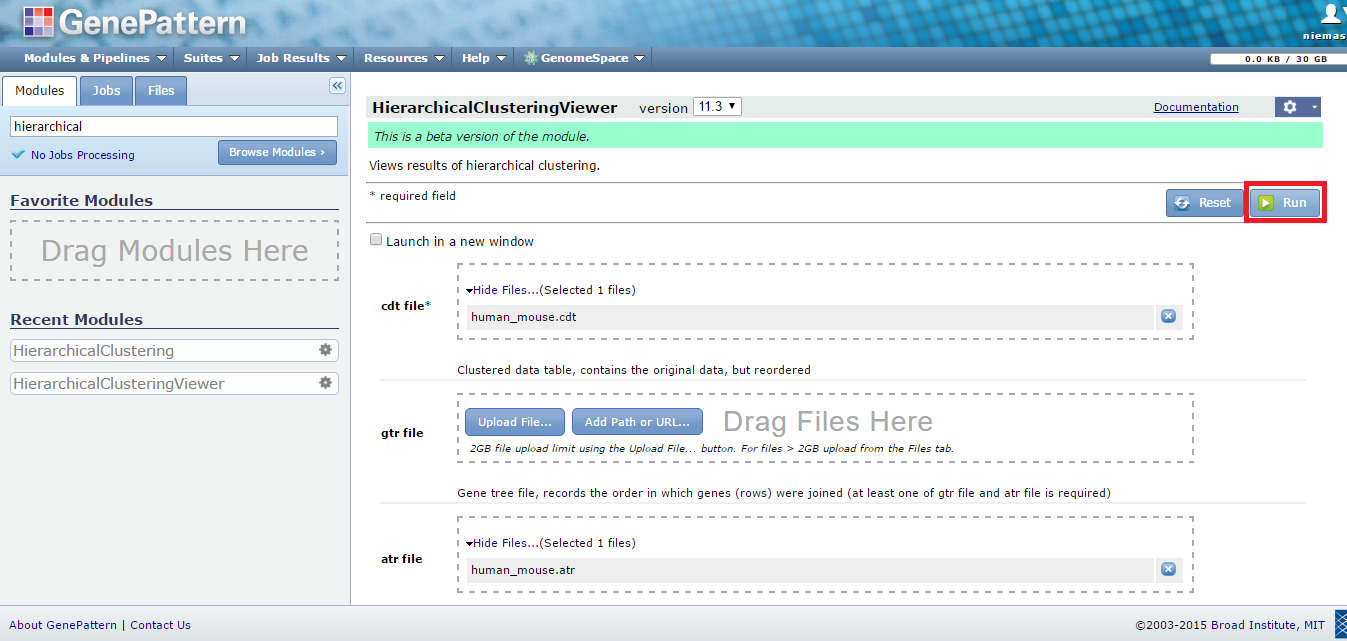 GenePattern
niemas
Modules & Pipelines Suites Job Results Resources Help GenomeSpace
0.0 KB / 30 GB
Modules Jobs Files
hierarchical
No Jobs Processing
Browse Modules >
Favorite Modules
Drag Modules Here
Recent Modules
HierarchicalClustering
HierarchicalClusteringViewer
HierarchicalClusteringViewer version 11.3 Documentation
This is a beta version of the module.
Views results of hierarchical clustering.
* required field
Reset Run
Launch in a new window
cdt file*
Hide Files...(Selected 1 files)
human_mouse.cdt
Clustered data table, contains the original data, but reordered
gtr file
Upload File... Add Path or URL... Drag Files Here
2GB file upload limit using the Upload File... button. For files > 2GB upload from the Files tab.
Gene tree file, records the order in which genes (rows) were joined (at least one of gtr file and atr file is required)
atr file
Hide Files...(Selected 1 files)
human_mouse.atr
About GenePattern | Contact Us
©2003-2015 Broad Institute, MIT